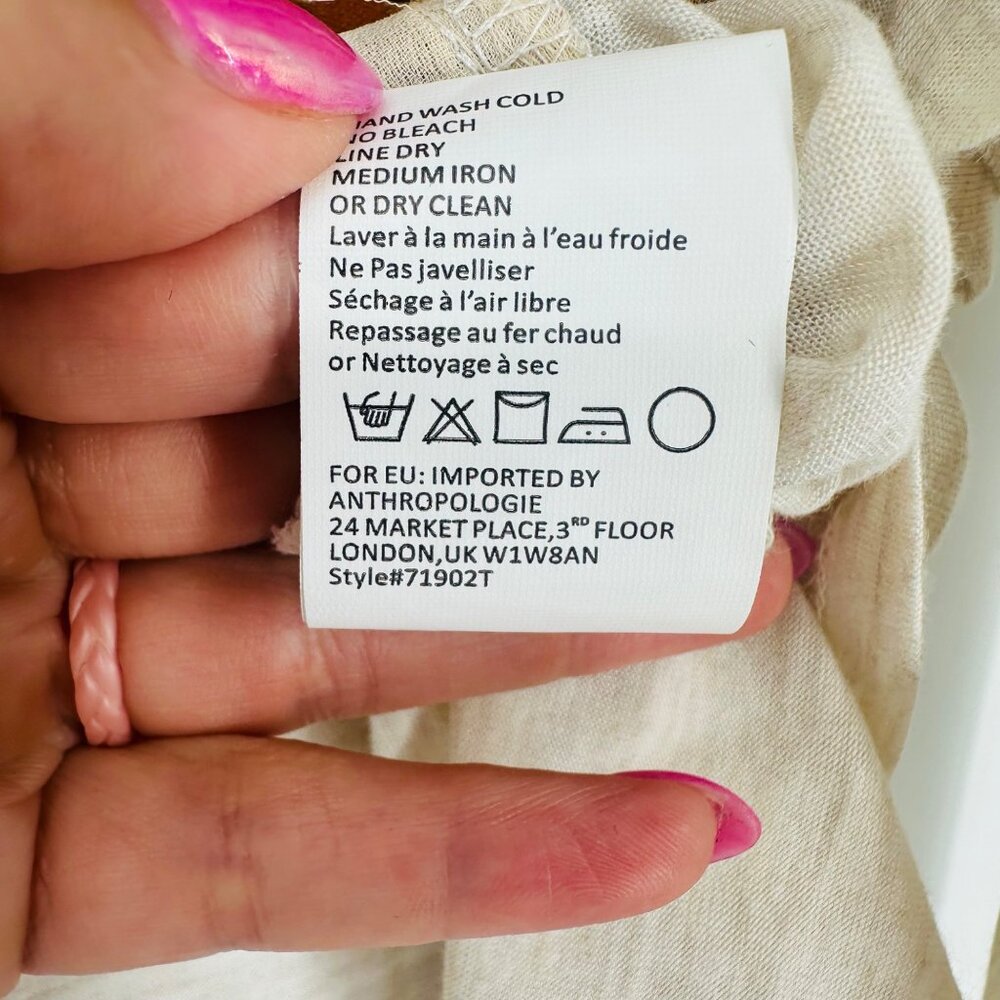 HAND WASH COLD
NO BLEACH
LINE DRY
MEDIUM IRON
OR DRY CLEAN
Laver à la main à l’eau froide
Ne Pas javelliser
Séchage à l’air libre
Repassage au fer chaud
or Nettoyage à sec
FOR EU: IMPORTED BY
ANTHROPOLOGIE
24 MARKET PLACE,3RD FLOOR
LONDON,UK W1W8AN
Style#71902T